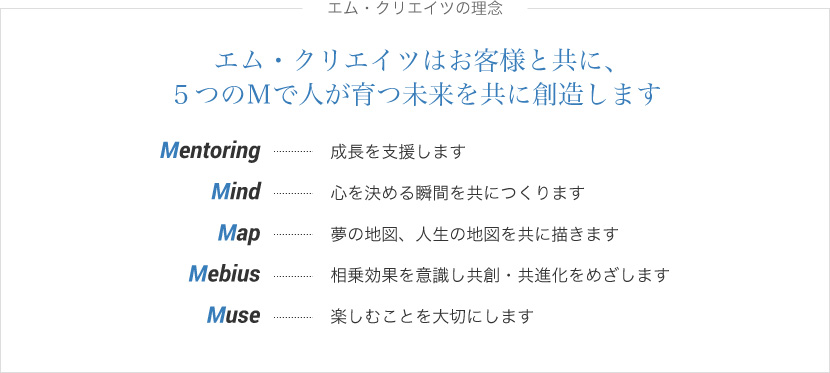 エム・クリエイツの理念
エム・クリエイツはお客様と共に、
５つのＭで人が育つ未来を共に創造します
Mentoring 成長を支援します
Mind 心を決める瞬間を共につくります
Map 夢の地図、人生の地図を共に描きます
Mebius 相乗効果を意識し共創・共進化をめざします
Muse 楽しむことを大切にします